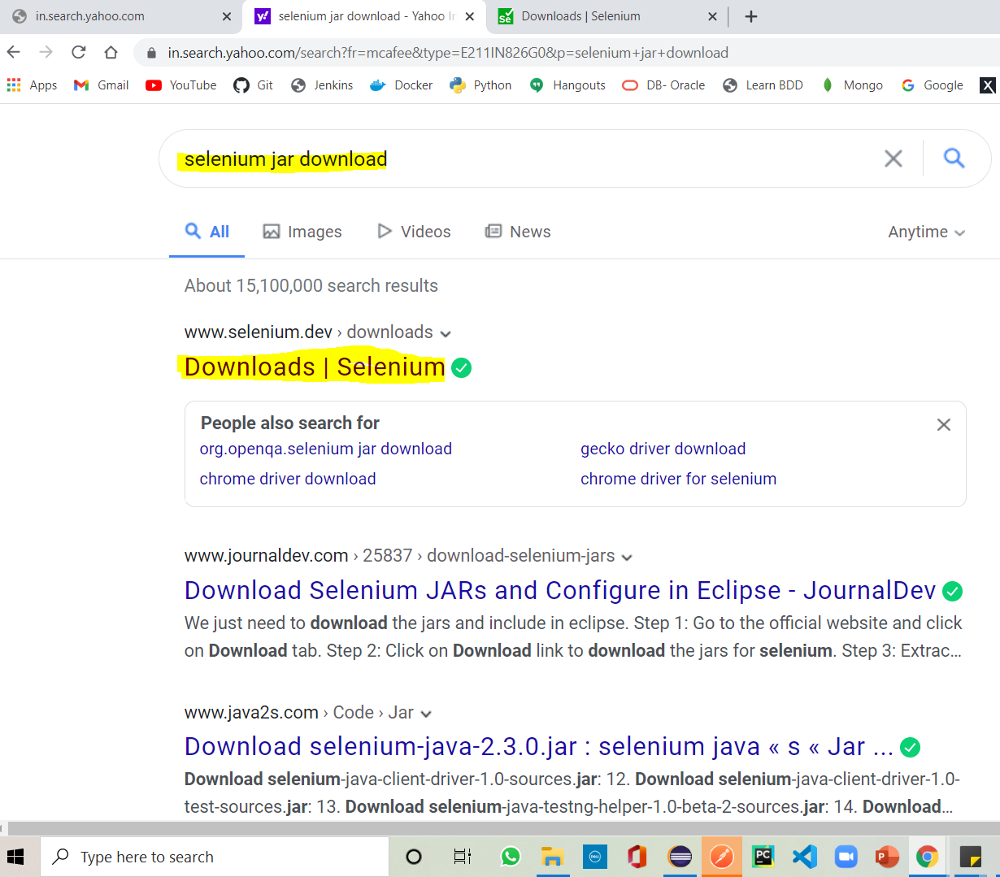 in.search.yahoo.com
selenium jar download - Yahoo In
Downloads | Selenium
in.search.yahoo.com/search?fr=mcafee&type=E211IN826G0&p=selenium+jar+download
Apps Gmail YouTube Git Jenkins Docker Python Hangouts DB- Oracle Learn BDD Mongo Google X
selenium jar download
All Images Videos News Anytime
About 15,100,000 search results
www.selenium.dev › downloads
Downloads | Selenium
People also search for
org.openqa.selenium jar download gecko driver download
chrome driver download chrome driver for selenium
www.journaldev.com › 25837 › download-selenium-jars
Download Selenium JARs and Configure in Eclipse - JournalDev
We just need to download the jars and include in eclipse. Step 1: Go to the official website and click
on Download tab. Step 2: Click on Download link to download the jars for selenium. Step 3: Extrac...
www.java2s.com › Code › Jar
Download selenium-java-2.3.0.jar : selenium java « s « Jar ...
Download selenium-java-client-driver-1.0-sources.jar: 12. Download selenium-java-client-driver-1.0-
test-sources.jar: 13. Download selenium-java-testng-helper-1.0-beta-2-sources.jar: 14. Download...
Type here to search